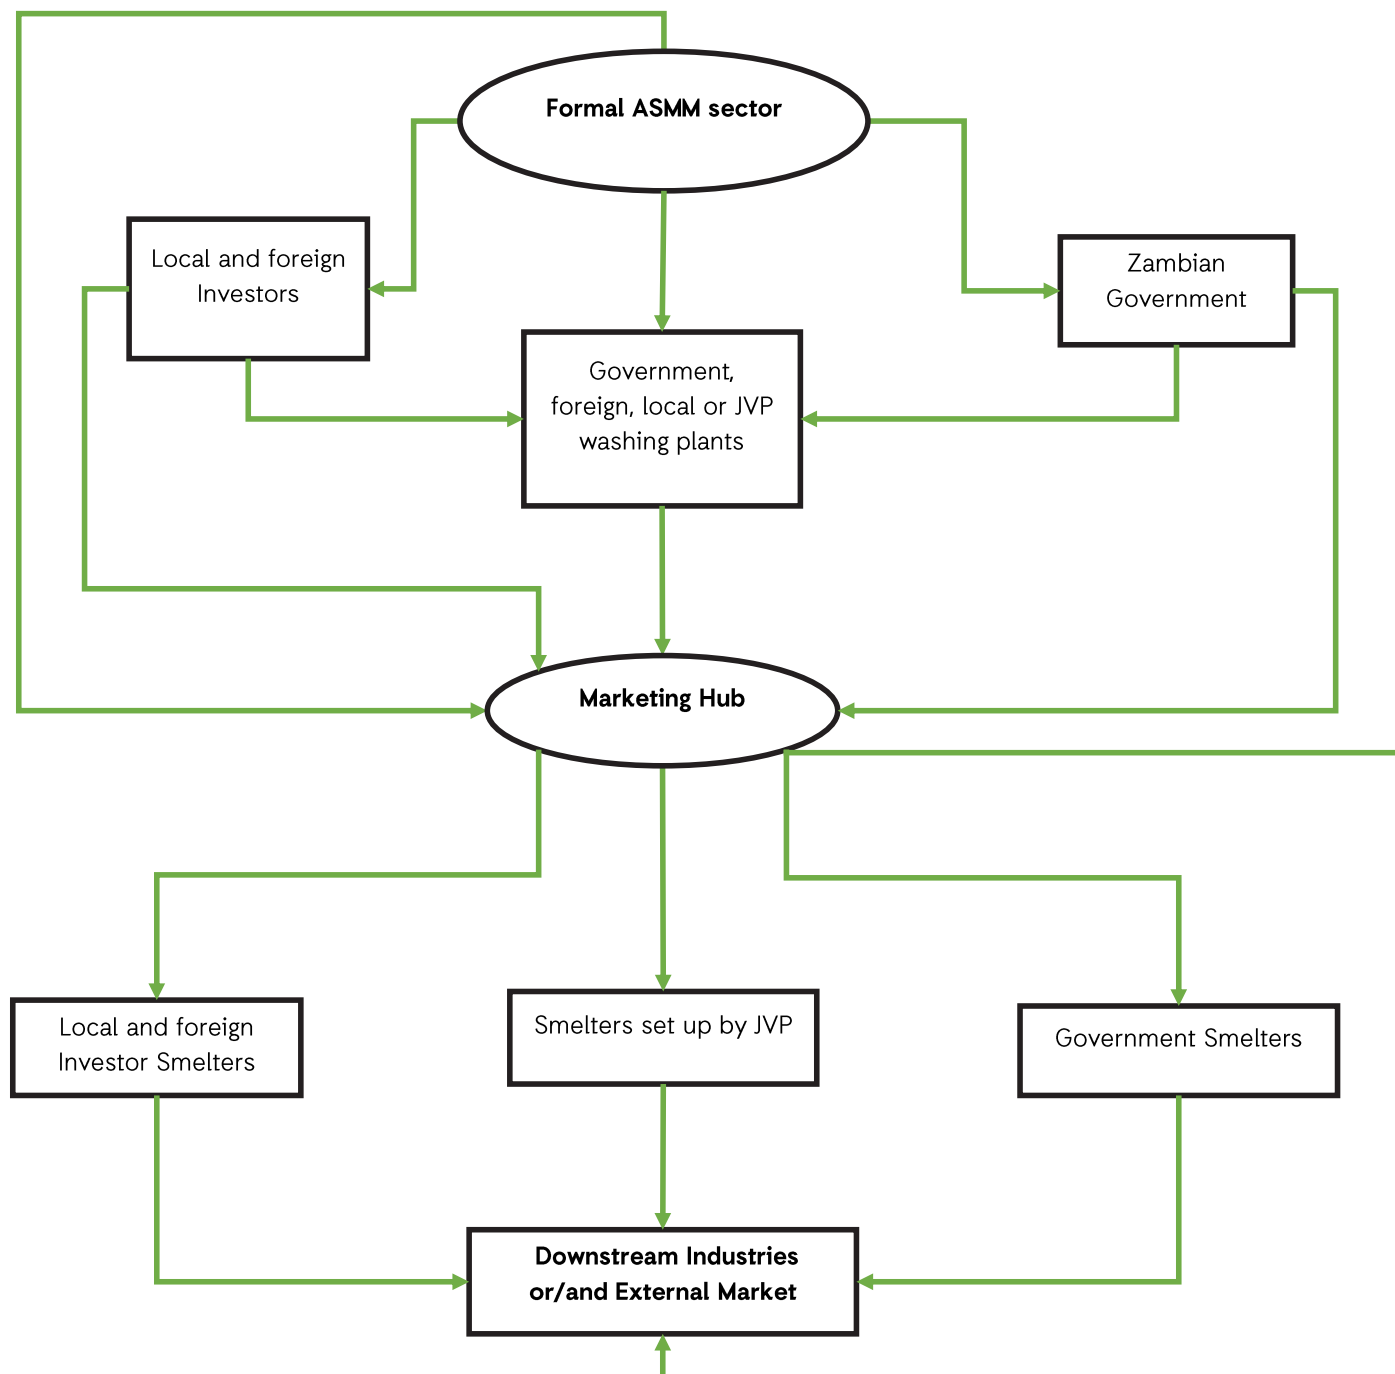 Formal ASMM sector
Local and foreign
Investors
Zambian
Government
Government,
foreign, local or JVP
washing plants
Marketing Hub
Local and foreign
Investor Smelters
Smelters set up by JVP
Government Smelters
Downstream Industries
or/and External Market